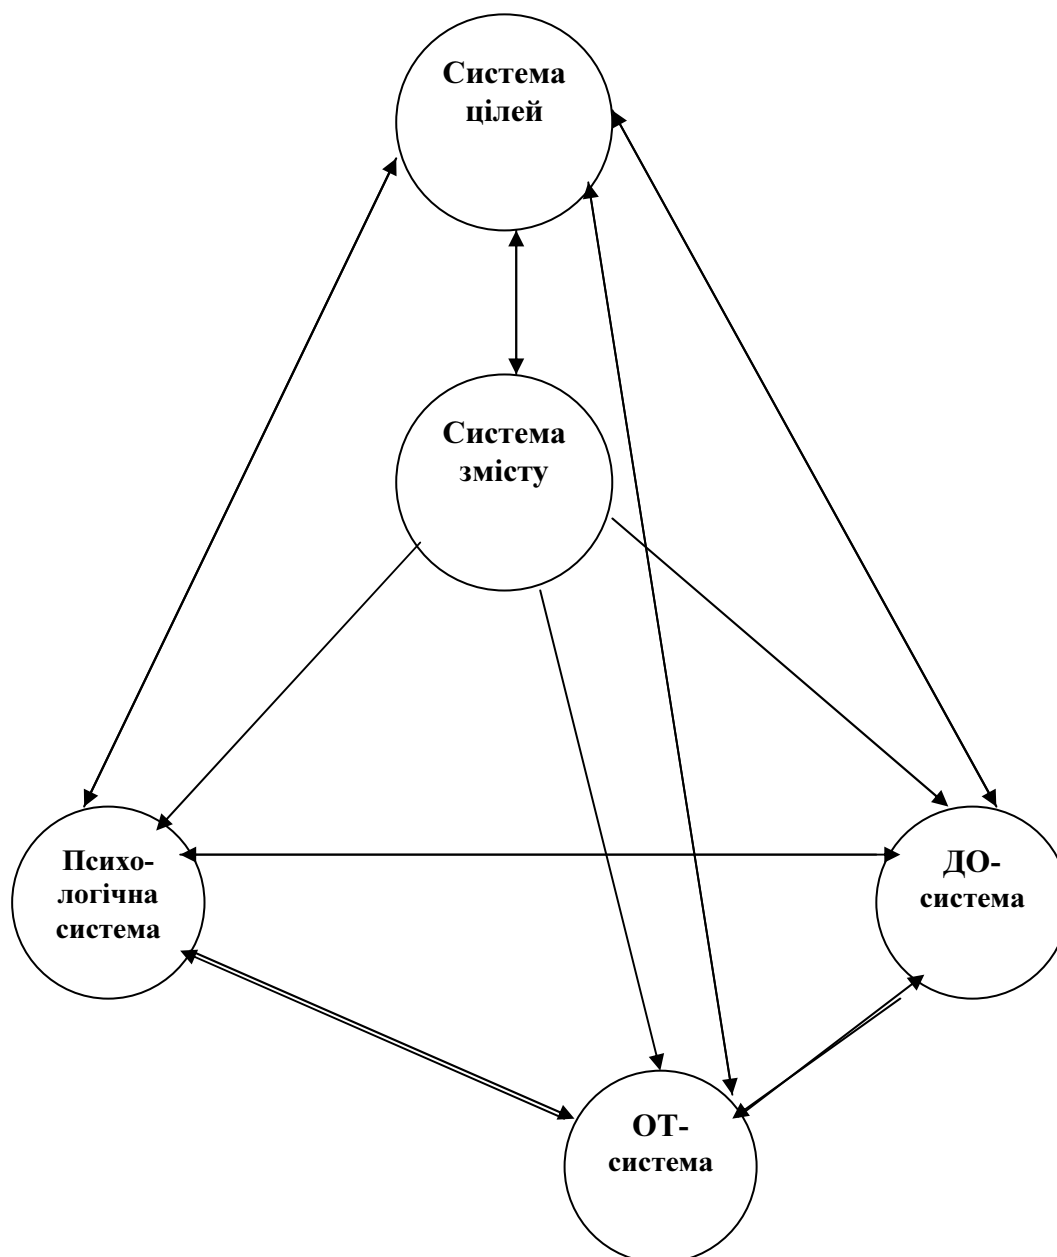 Система
цілей
Система
змісту
Психо-
логічна
система
ДО-
система
ОТ-
система